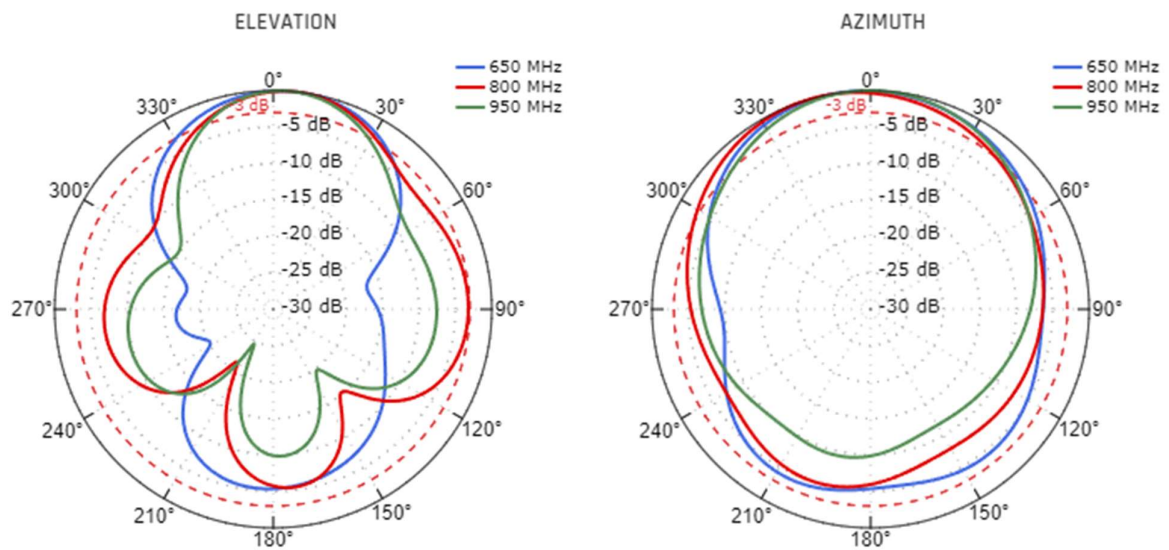 ELEVATION
650 MHz
800 MHz
950 MHz
0°
330°
30°
3 dB
-5 dB
-10 dB
300°
60°
-15 dB
-20 dB
-25 dB
270°
-30 dB
90°
240°
120°
210°
150°
180°
AZIMUTH
650 MHz
800 MHz
950 MHz
0°
330°
30°
-3 dB
-5 dB
-10 dB
300°
60°
-15 dB
-20 dB
-25 dB
270°
-30 dB
90°
240°
120°
210°
150°
180°